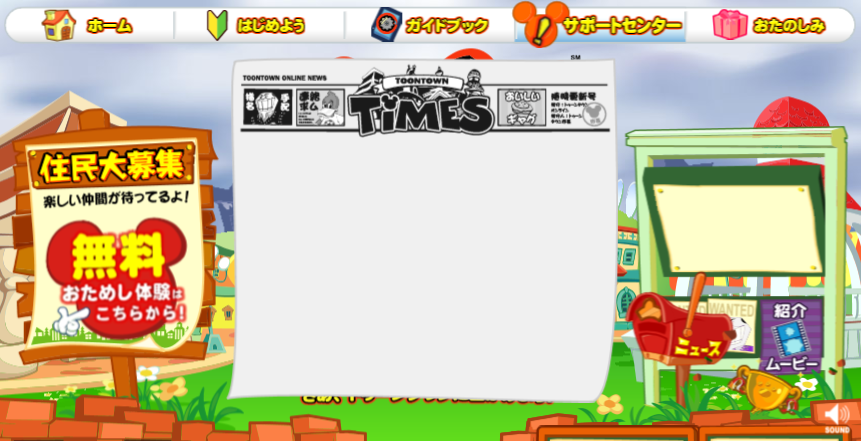 ホーム
はじめよう
ガイドブック
サポートセンター
おたのしみ
SM
TOONTOWN ONLINE NEWS
TOONTOWN
TIMES
おいしい
ギャグ
住民大募集
楽しい仲間が待ってるよ!
無料
おためし体験は
こちらから!
WANTED
紹介
ムービー
ニュース
SOUND